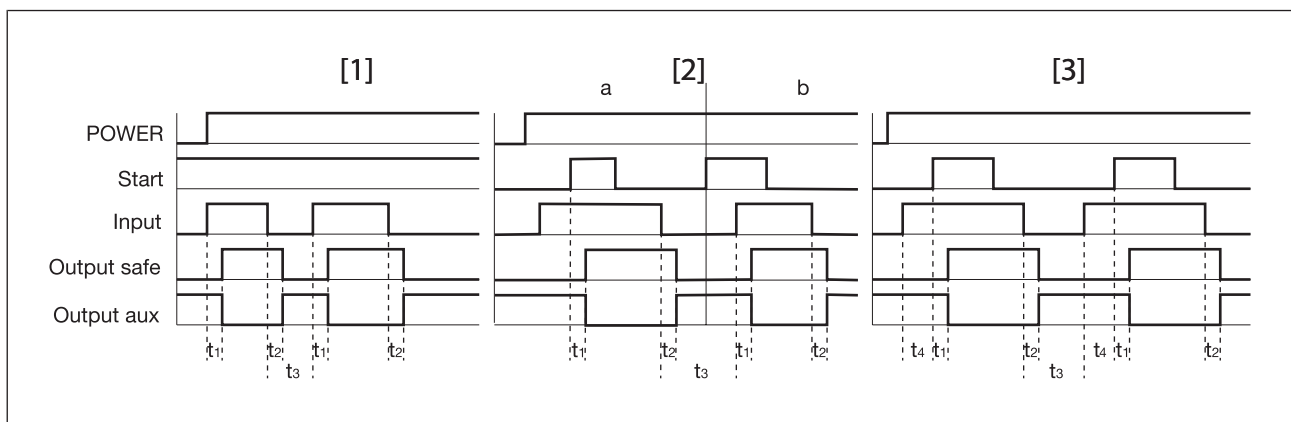 [1] [2] [3]
a b
POWER
Start
Input
Output safe
Output aux
t1 t2 t1 t2 t1 t2 t1 t2 t4 t1 t2 t4 t1 t2
t3 t3 t3